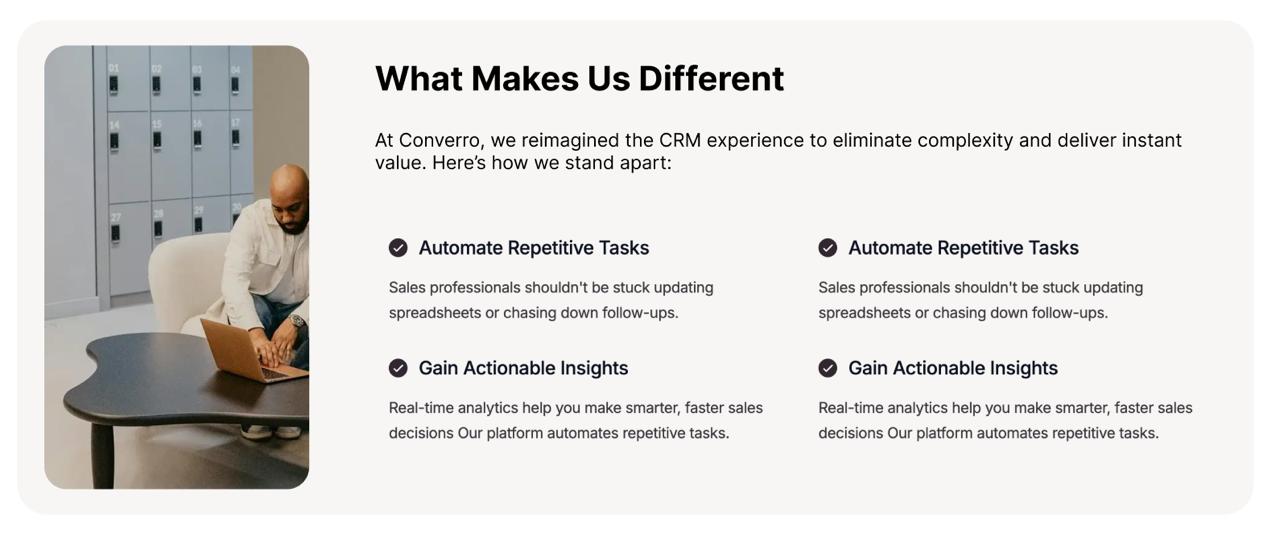 01 02 03 04
14 15 16 17
27 28 29 30
What Makes Us Different
At Converro, we reimagined the CRM experience to eliminate complexity and deliver instant
value. Here’s how we stand apart:
Automate Repetitive Tasks
Sales professionals shouldn't be stuck updating
spreadsheets or chasing down follow-ups.
Automate Repetitive Tasks
Sales professionals shouldn't be stuck updating
spreadsheets or chasing down follow-ups.
Gain Actionable Insights
Real-time analytics help you make smarter, faster sales
decisions Our platform automates repetitive tasks.
Gain Actionable Insights
Real-time analytics help you make smarter, faster sales
decisions Our platform automates repetitive tasks.